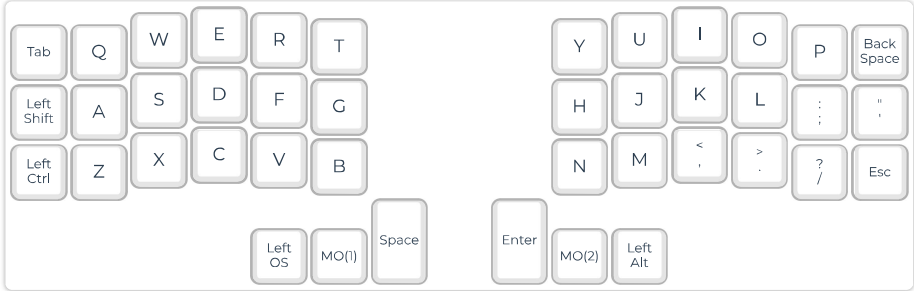 Tab Q W E R T Y U I O P Back Space
Left Shift A S D F G H J K L : ; " '
Left Ctrl Z X C V B N M < , > . ? / Esc
Left OS MO(1) Space Enter MO(2) Left Alt